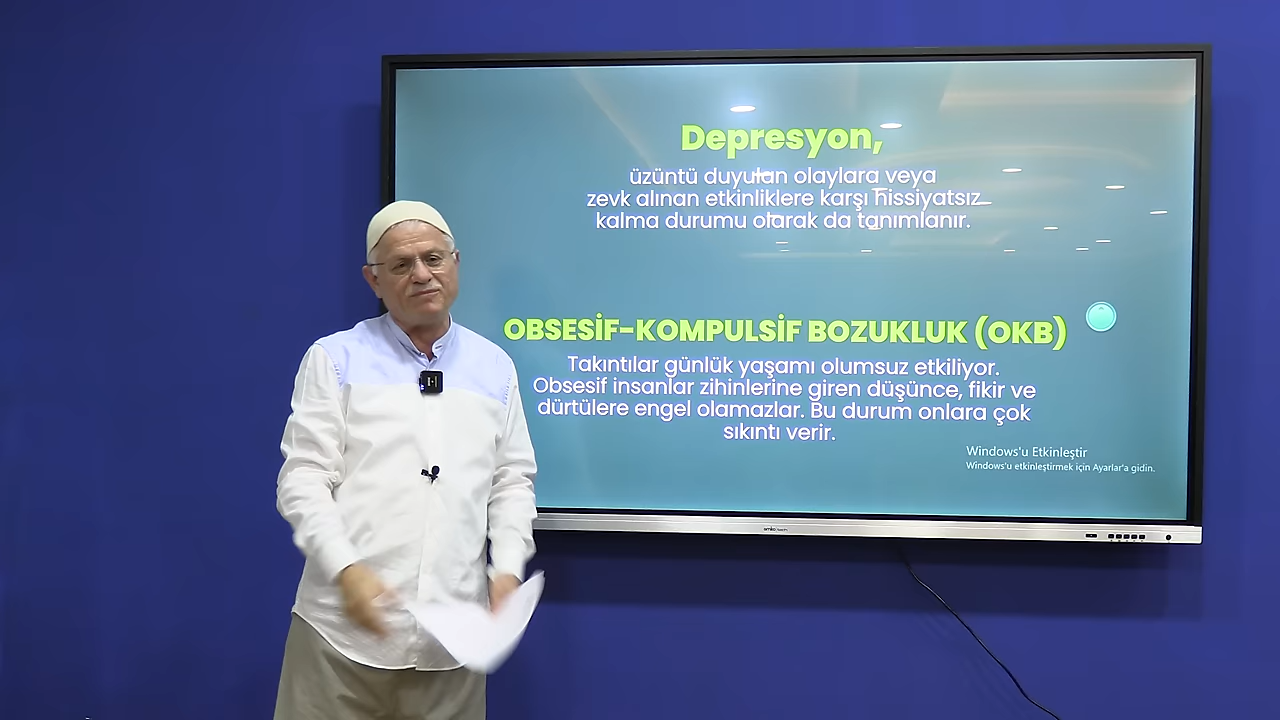 Depresyon,
üzüntü duyulan olaylara veya
zevk alınan etkinliklere karşı hissiyatsız
kalma durumu olarak da tanımlanır.
OBSESİF-KOMPULSİF BOZUKLUK (OKB)
Takıntılar günlük yaşamı olumsuz etkiliyor.
Obsesif insanlar zihinlerine giren düşünce, fikir ve
dürtülere engel olamazlar. Bu durum onlara çok
sıkıntı verir.
Windows'u Etkinleştir
Windows'u etkinleştirmek için Ayarlar'a gidin.